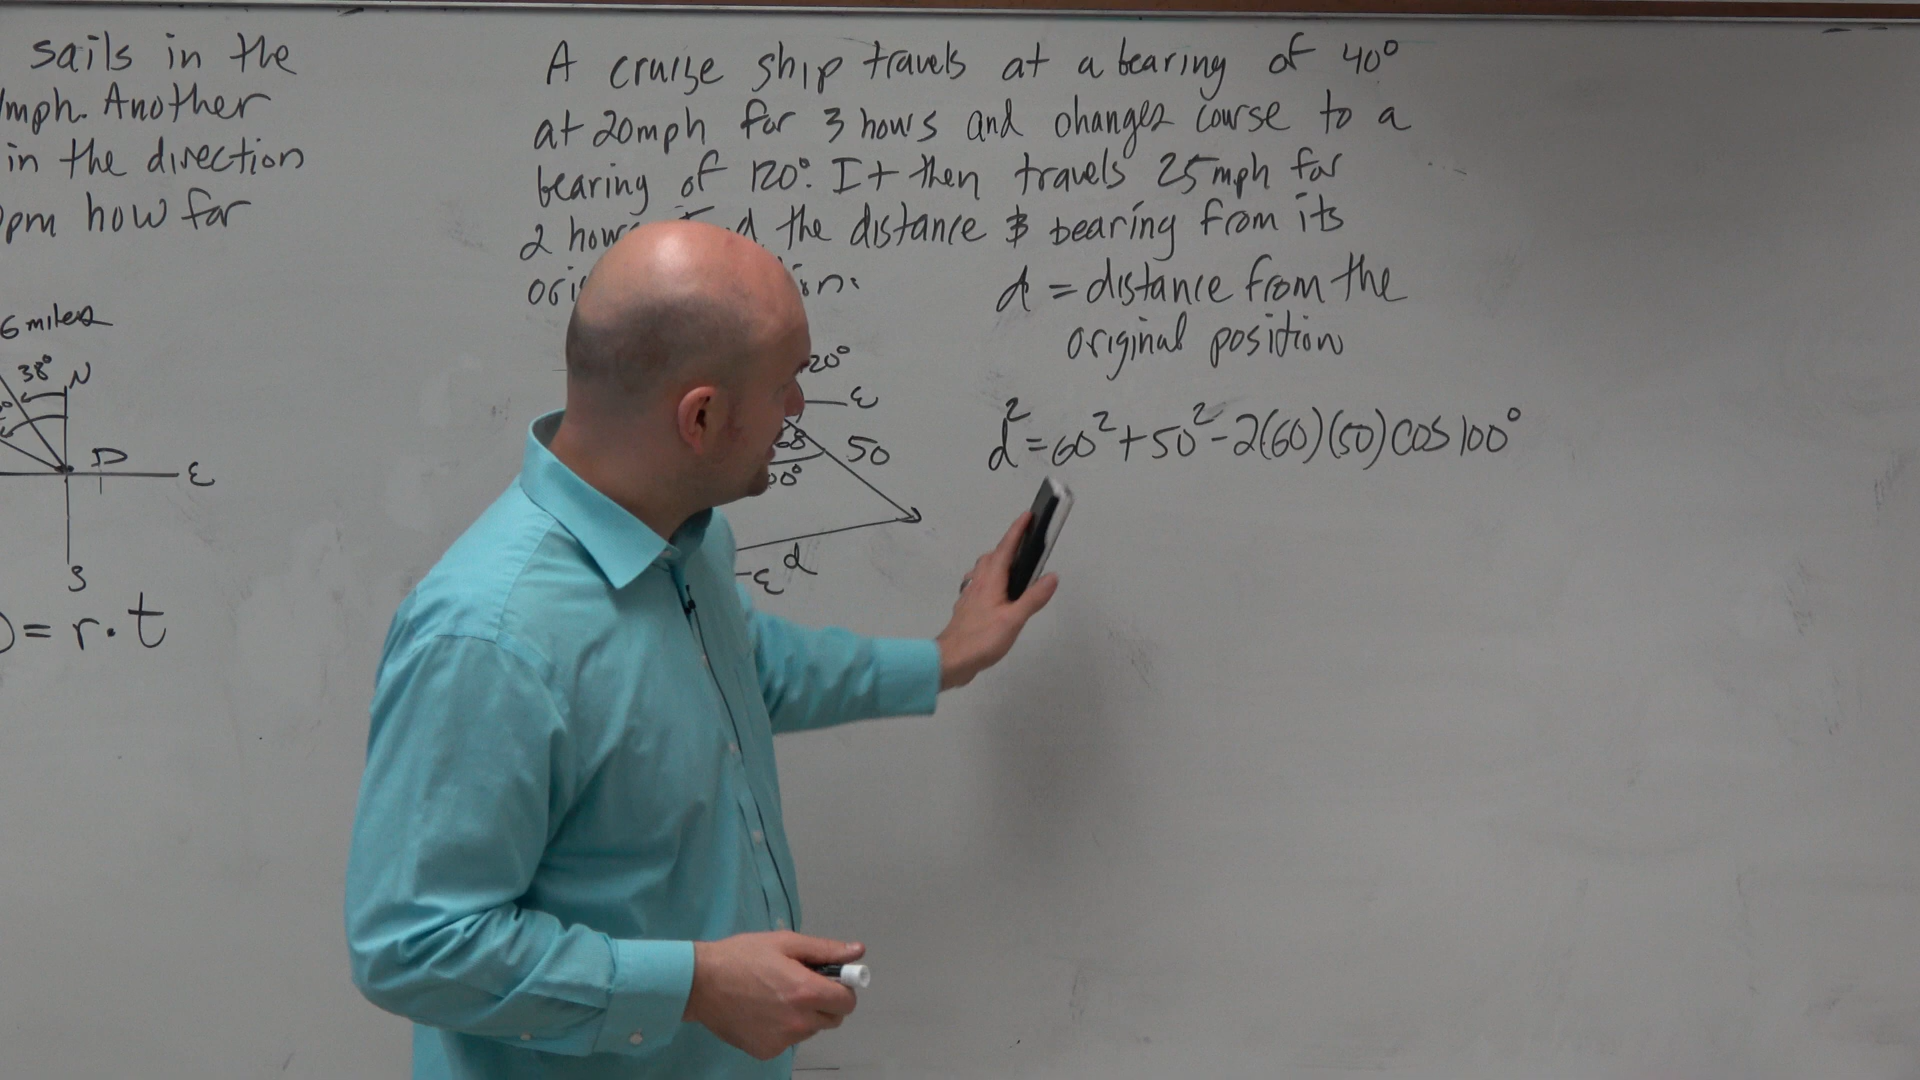 sails in the
mph. Another
in the direction
pm how far
6 miles
38° N
D E
S
= r·t
A cruise ship travels at a bearing of 40°
at 20mph for 3 hours and changes course to a
bearing of 120°. It then travels 25mph for
2 hours the distance & bearing from its
d = distance from the
original position
20°
E
50
d² = 60² + 50² - 2(60)(50) cos 100°
d
E